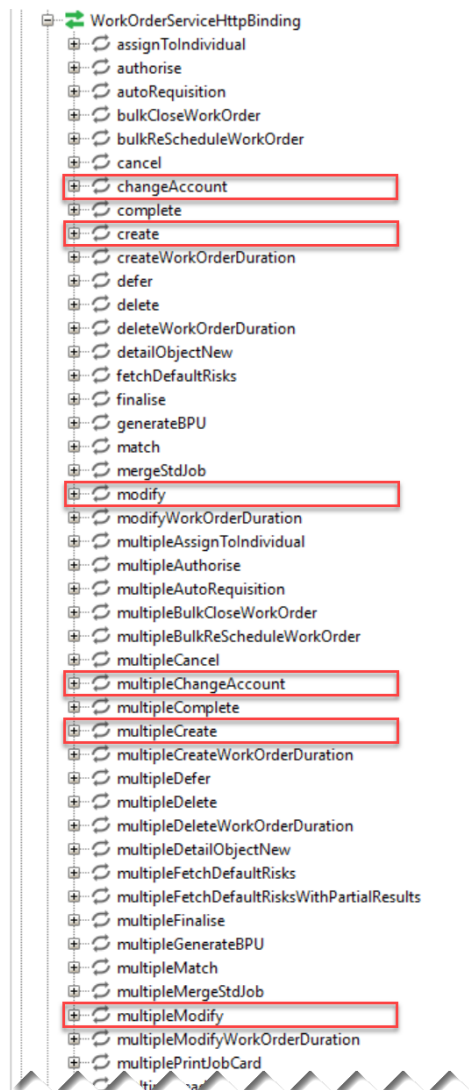 WorkOrderServiceHttpBinding
assignToIndividual
authorise
autoRequisition
bulkCloseWorkOrder
bulkReScheduleWorkOrder
cancel
changeAccount
complete
create
createWorkOrderDuration
defer
delete
deleteWorkOrderDuration
detailObjectNew
fetchDefaultRisks
finalise
generateBPU
match
mergeStdJob
modify
modifyWorkOrderDuration
multipleAssignToIndividual
multipleAuthorise
multipleAutoRequisition
multipleBulkCloseWorkOrder
multipleBulkReScheduleWorkOrder
multipleCancel
multipleChangeAccount
multipleComplete
multipleCreate
multipleCreateWorkOrderDuration
multipleDefer
multipleDelete
multipleDeleteWorkOrderDuration
multipleDetailObjectNew
multipleFetchDefaultRisks
multipleFetchDefaultRisksWithPartialResults
multipleFinalise
multipleGenerateBPU
multipleMatch
multipleMergeStdJob
multipleModify
multipleModifyWorkOrderDuration
multiplePrintJobCard